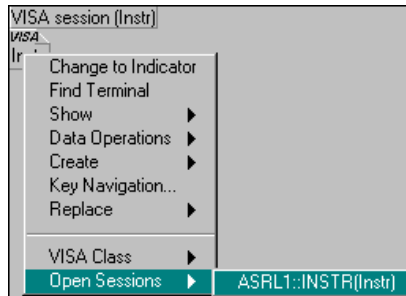 VISA session (Instr)
VISA
Change to Indicator
Find Terminal
Show
Data Operations
Create
Key Navigation...
Replace
VISA Class
Open Sessions
ASRL1::INSTR(Instr)